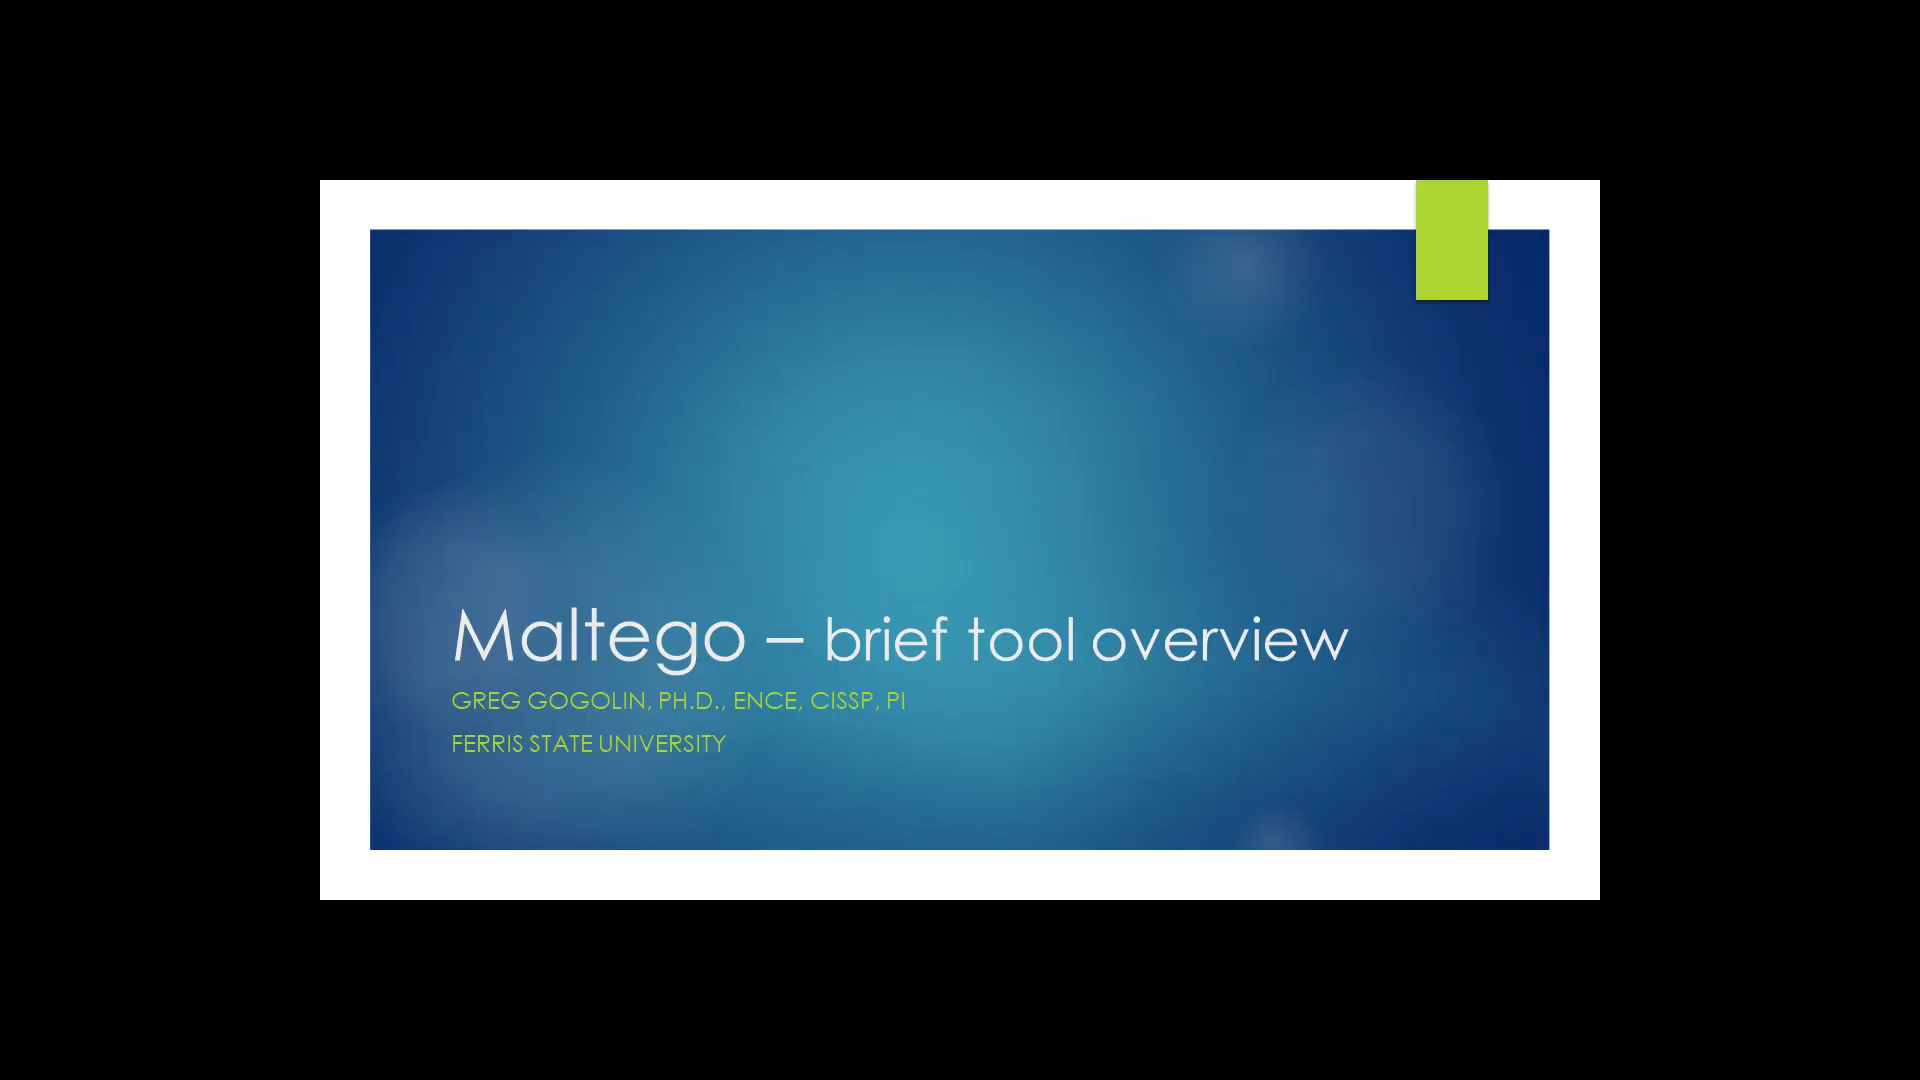 Maltego – brief tool overview
GREG GOGOLIN, PH.D., ENCE, CISSP, PI
FERRIS STATE UNIVERSITY